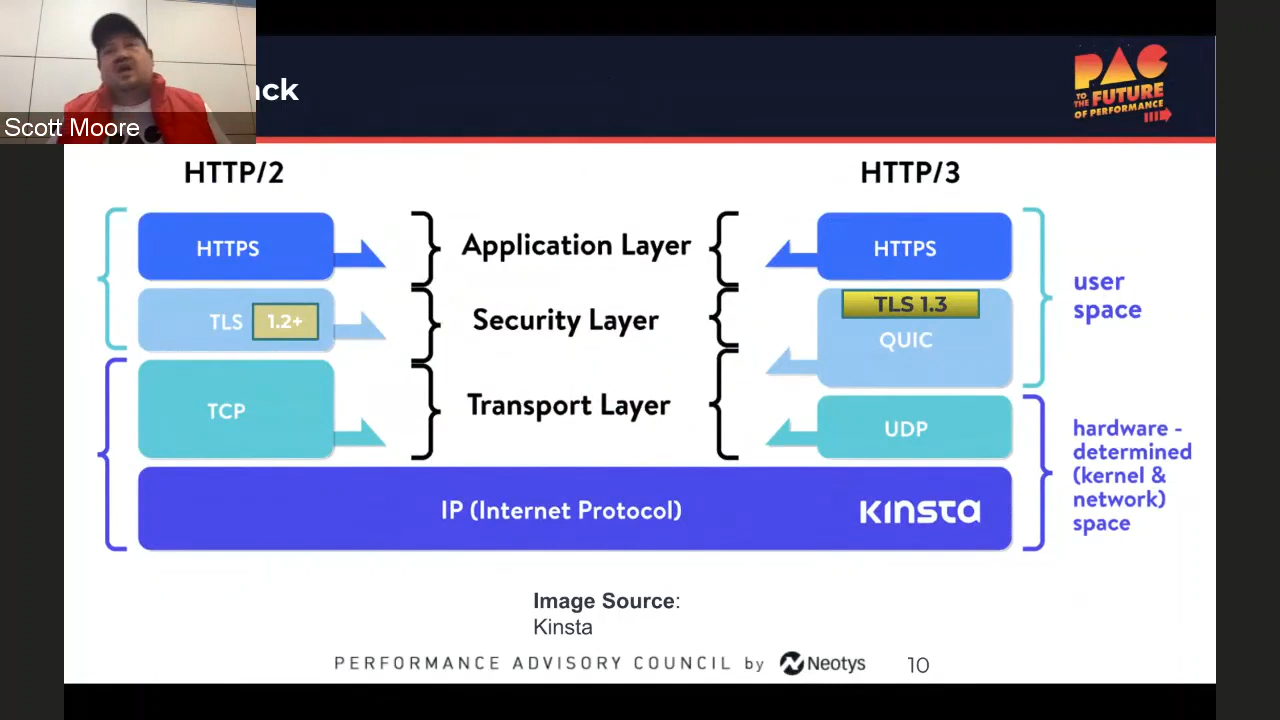 Scott Moore
ck
PAC
TO
THE FUTURE
OF PERFORMANCE
HTTP/2
HTTP/3
HTTPS
Application Layer
HTTPS
user
space
TLS 1.2+
Security Layer
TLS 1.3
QUIC
TCP
Transport Layer
UDP
hardware -
determined
(kernel &
network)
space
IP (Internet Protocol)
KINSTA
Image Source:
Kinsta
PERFORMANCE ADVISORY COUNCIL by Neotys 10